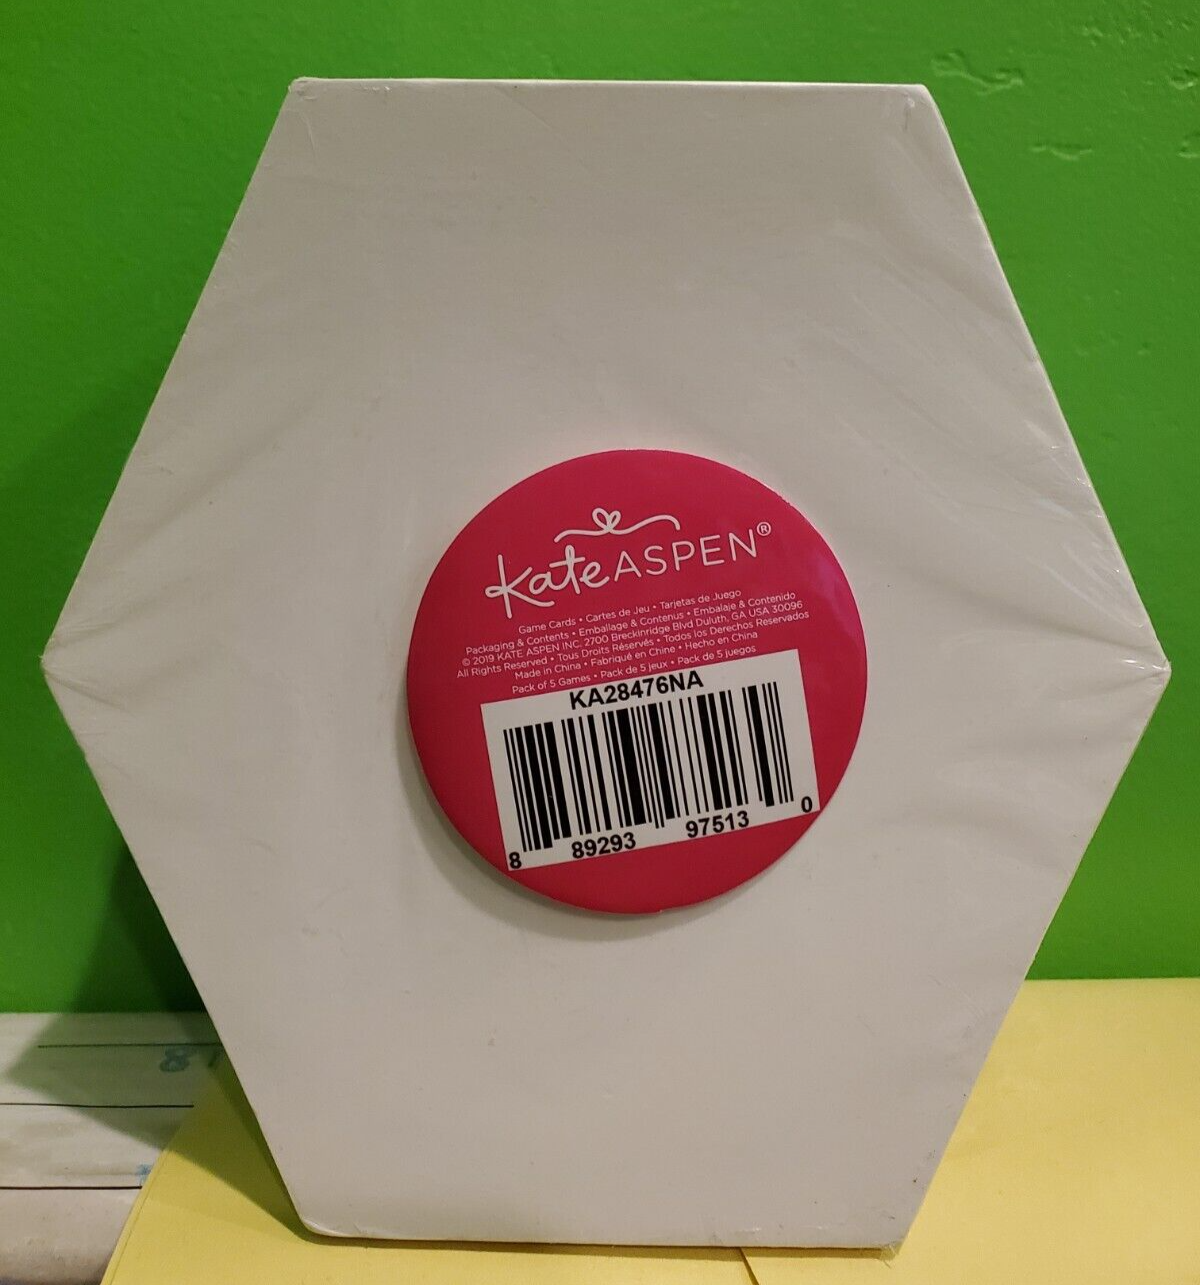 Kate ASPEN®
Game Cards • Cartes de Jeu • Tarjetas de Juego
Packaging & Contents • Emballage & Contenus • Embalaje & Contenido
© 2019 KATE ASPEN INC. 2700 Breckinridge Blvd Duluth, GA USA 30096
All Rights Reserved • Tous Droits Réservés • Todos los Derechos Reservados
Made in China • Fabriqué en Chine • Hecho en China
Pack of 5 Games • Pack de 5 jeux • Pack de 5 juegos
KA28476NA
8 89293 97513 0
8